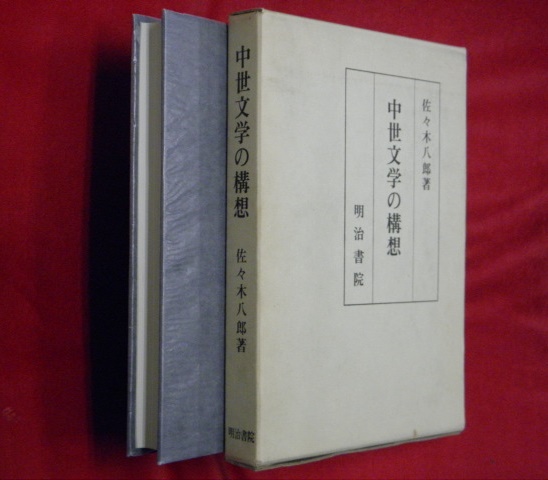 佐々木八郎著
中世文学の構想
明治書院
中世文学の構想
佐々木八郎著
明治書院